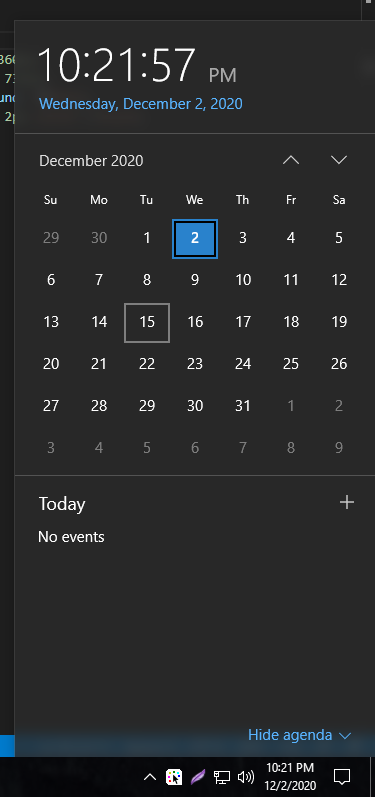 10:21:57 PM
Wednesday, December 2, 2020
December 2020
Su Mo Tu We Th Fr Sa
29 30 1 2 3 4 5
6 7 8 9 10 11 12
13 14 15 16 17 18 19
20 21 22 23 24 25 26
27 28 29 30 31 1 2
3 4 5 6 7 8 9
Today
No events
Hide agenda
10:21 PM
12/2/2020